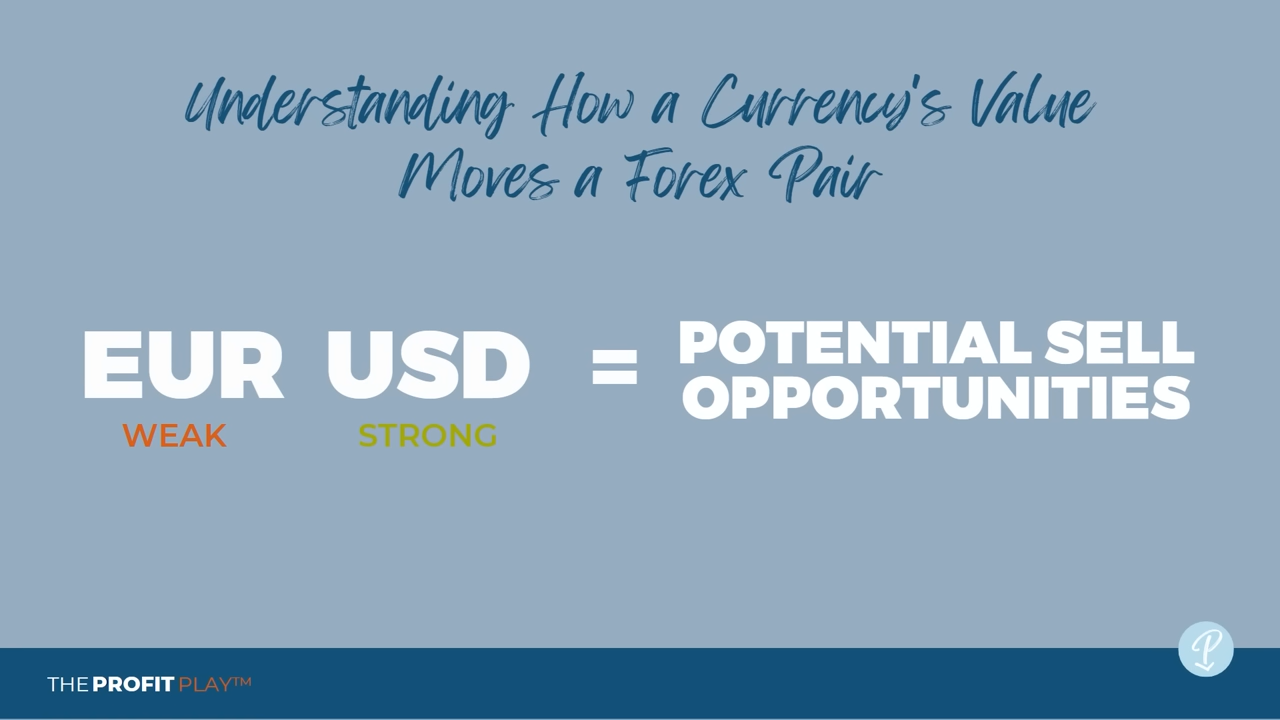 Understanding How a Currency's Value
Moves a Forex Pair
EUR USD = POTENTIAL SELL
OPPORTUNITIES
WEAK STRONG
THE PROFIT PLAY™
P